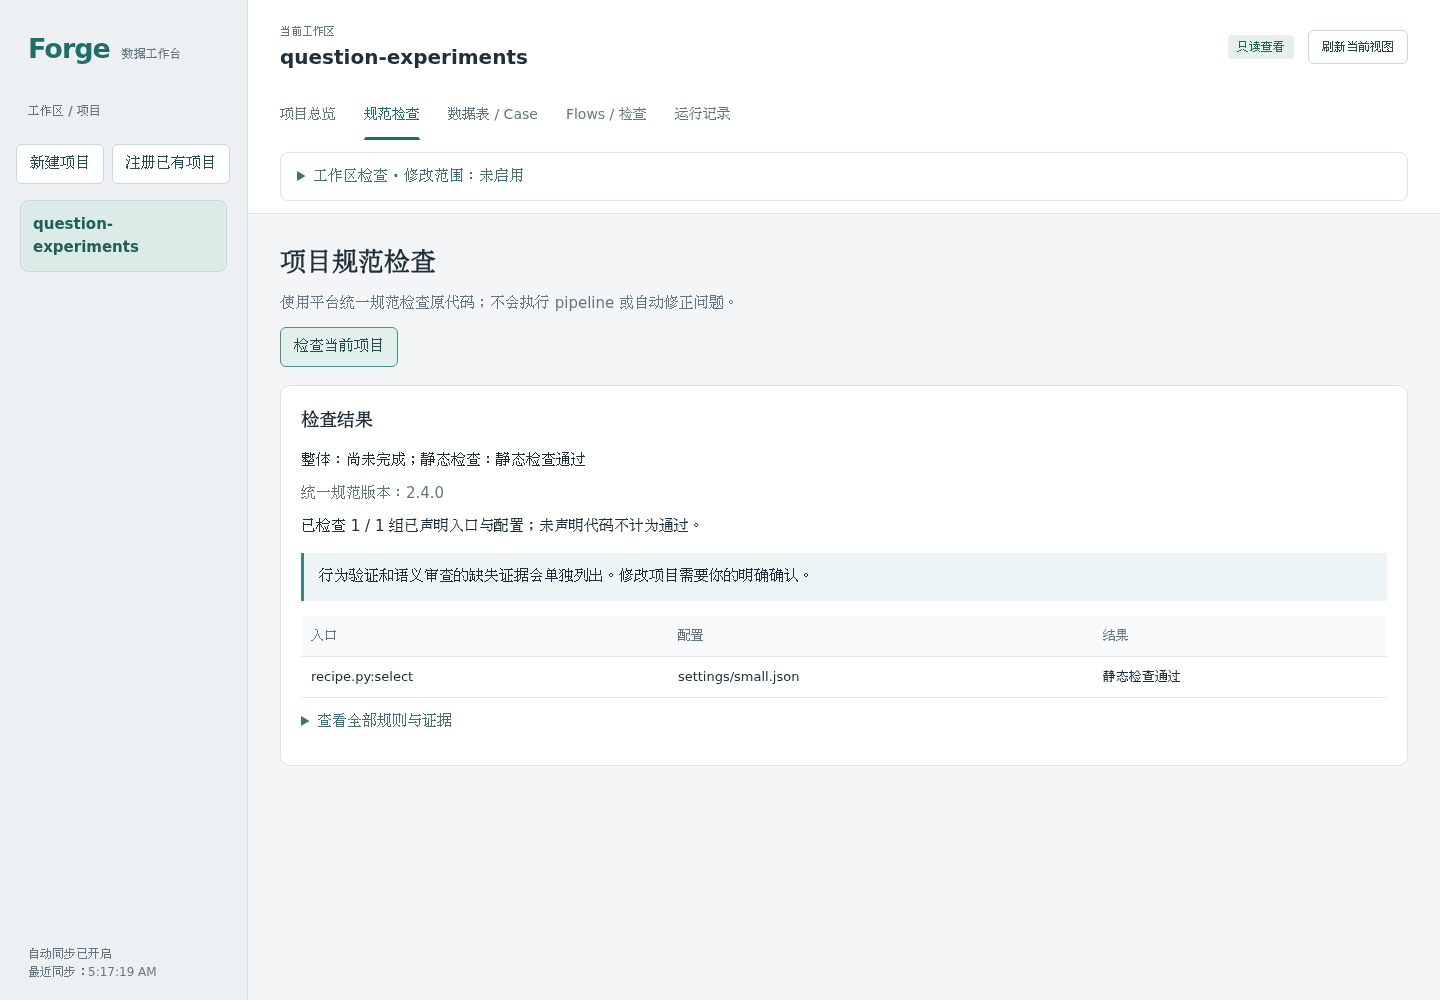 Forge 数据工作台
工作区 / 项目
新建项目 注册已有项目
question-
experiments
自动同步已开启
最近同步：5:17:19 AM
当前工作区
question-experiments
只读查看 刷新当前视图
项目总览 规范检查 数据表 / Case Flows / 检查 运行记录
▶ 工作区检查 · 修改范围：未启用
项目规范检查
使用平台统一规范检查原代码；不会执行 pipeline 或自动修正问题。
检查当前项目
检查结果
整体：尚未完成；静态检查：静态检查通过
统一规范版本：2.4.0
已检查 1 / 1 组已声明入口与配置；未声明代码不计为通过。
行为验证和语义审查的缺失证据会单独列出。修改项目需要你的明确确认。
入口 配置 结果
recipe.py:select settings/small.json 静态检查通过
▶ 查看全部规则与证据